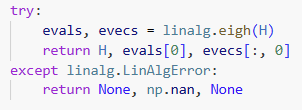 try:
    evals, evecs = linalg.eigh(H)
    return H, evals[0], evecs[:, 0]
except linalg.LinAlgError:
    return None, np.nan, None